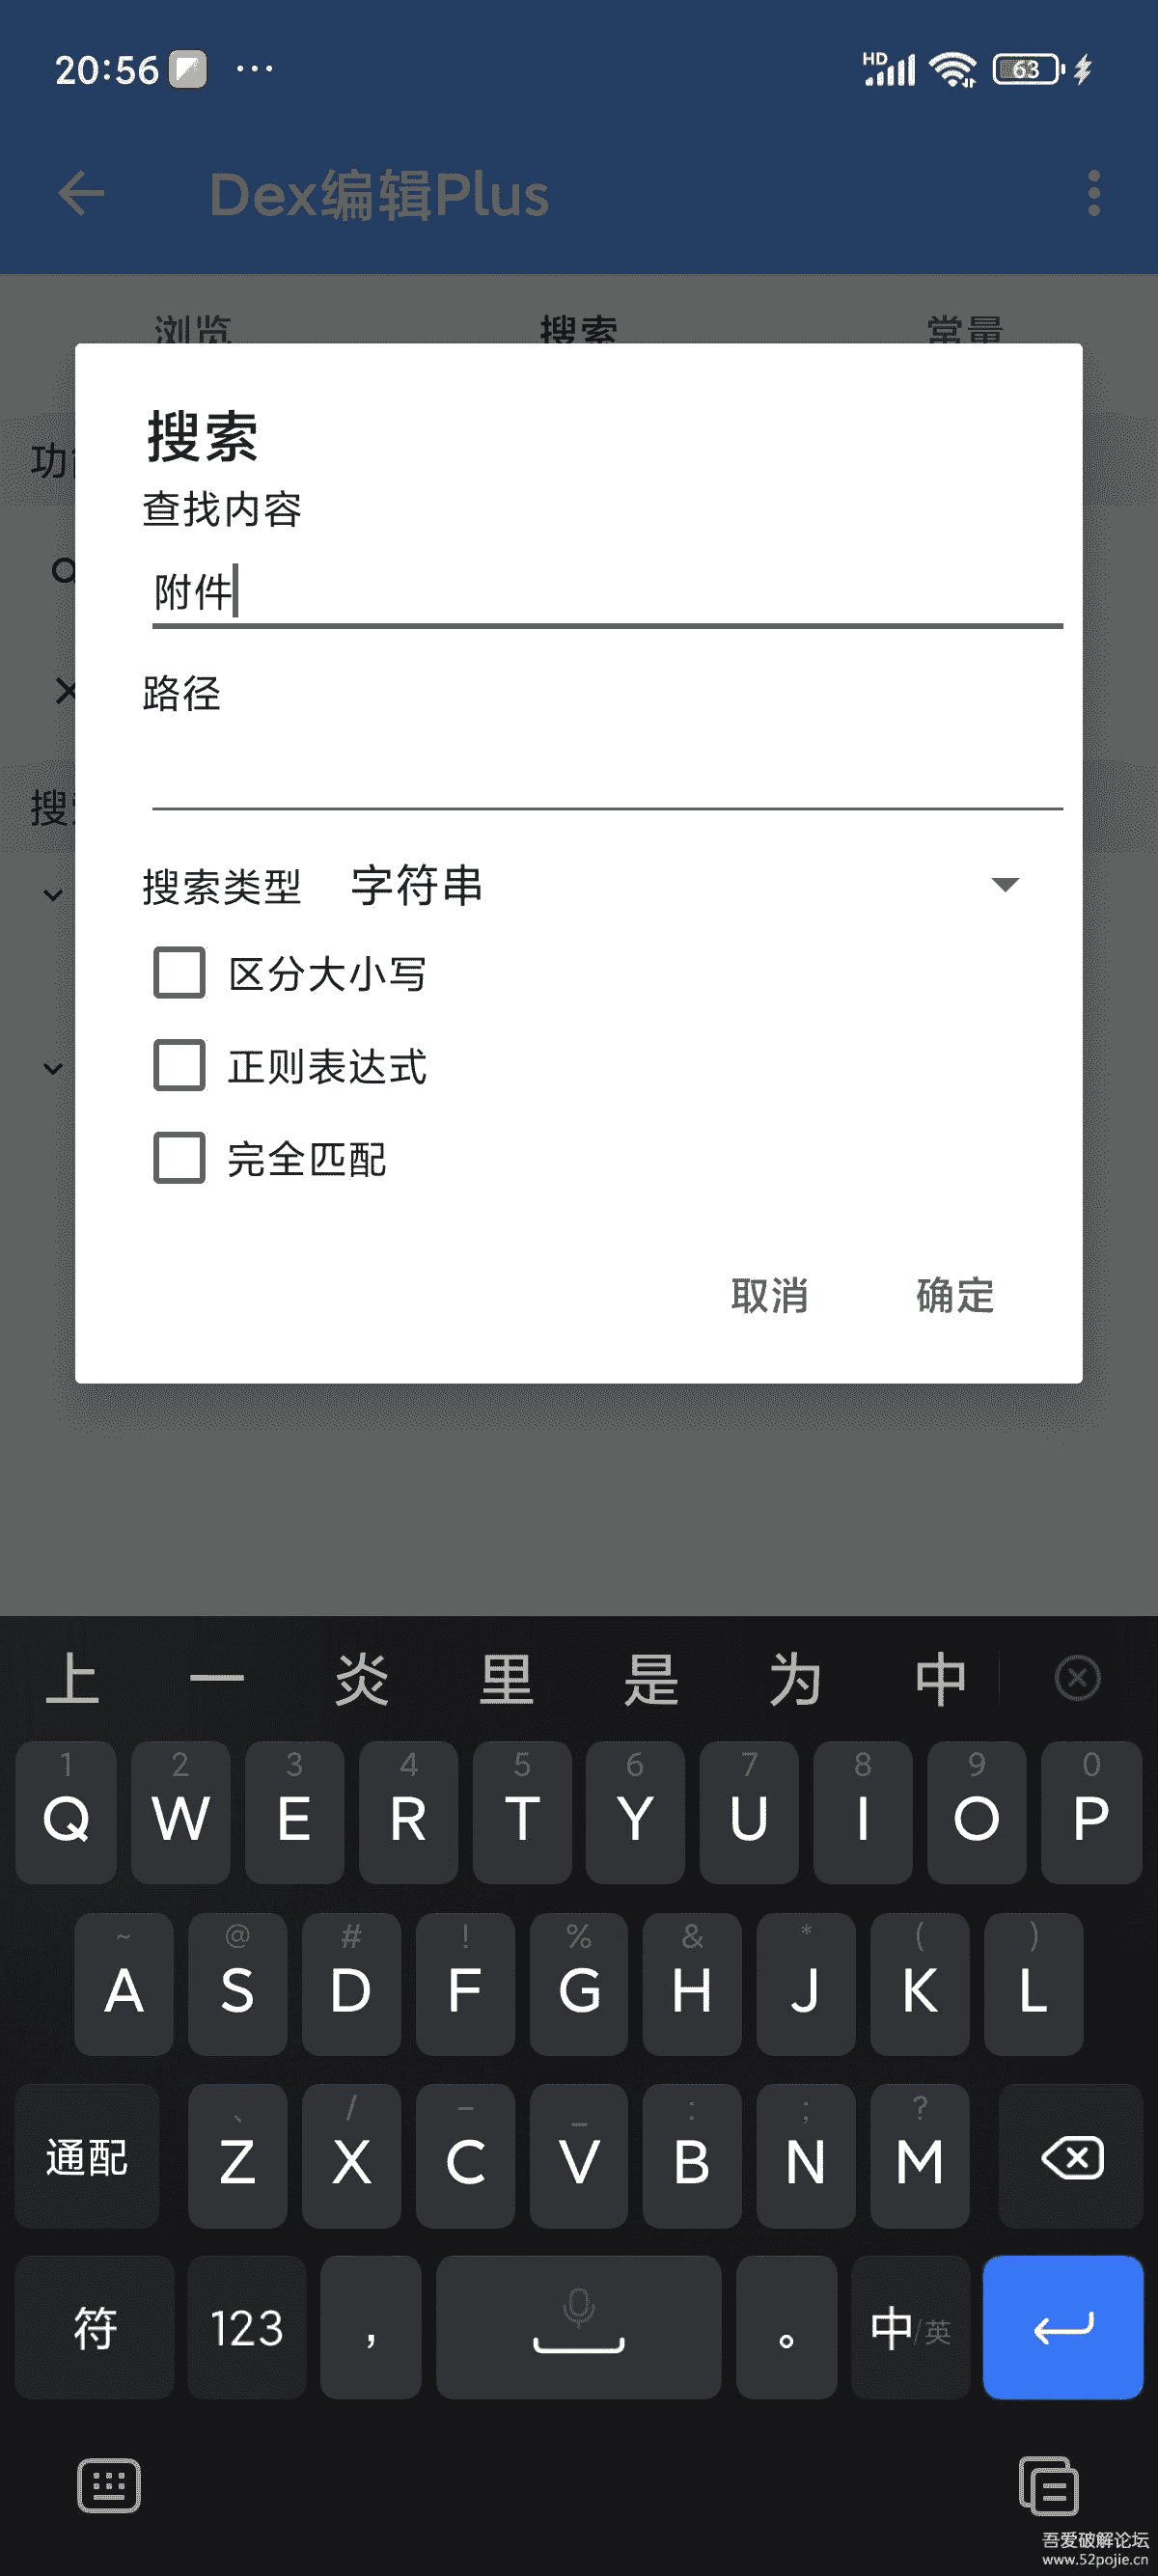 20:56 ... HD 63
Dex编辑Plus
浏览 搜索 常量
功
搜索
查找内容
附件
路径
搜
搜索类型 字符串
区分大小写
正则表达式
完全匹配
取消 确定
上 一 炎 里 是 为 中
1 2 3 4 5 6 7 8 9 0
Q W E R T Y U I O P
~ @ # ! % & * ( )
A S D F G H J K L
、 / - _ : ; ?
通配 Z X C V B N M
符 123 , 。 中/英
吾爱破解论坛
www.52pojie.cn